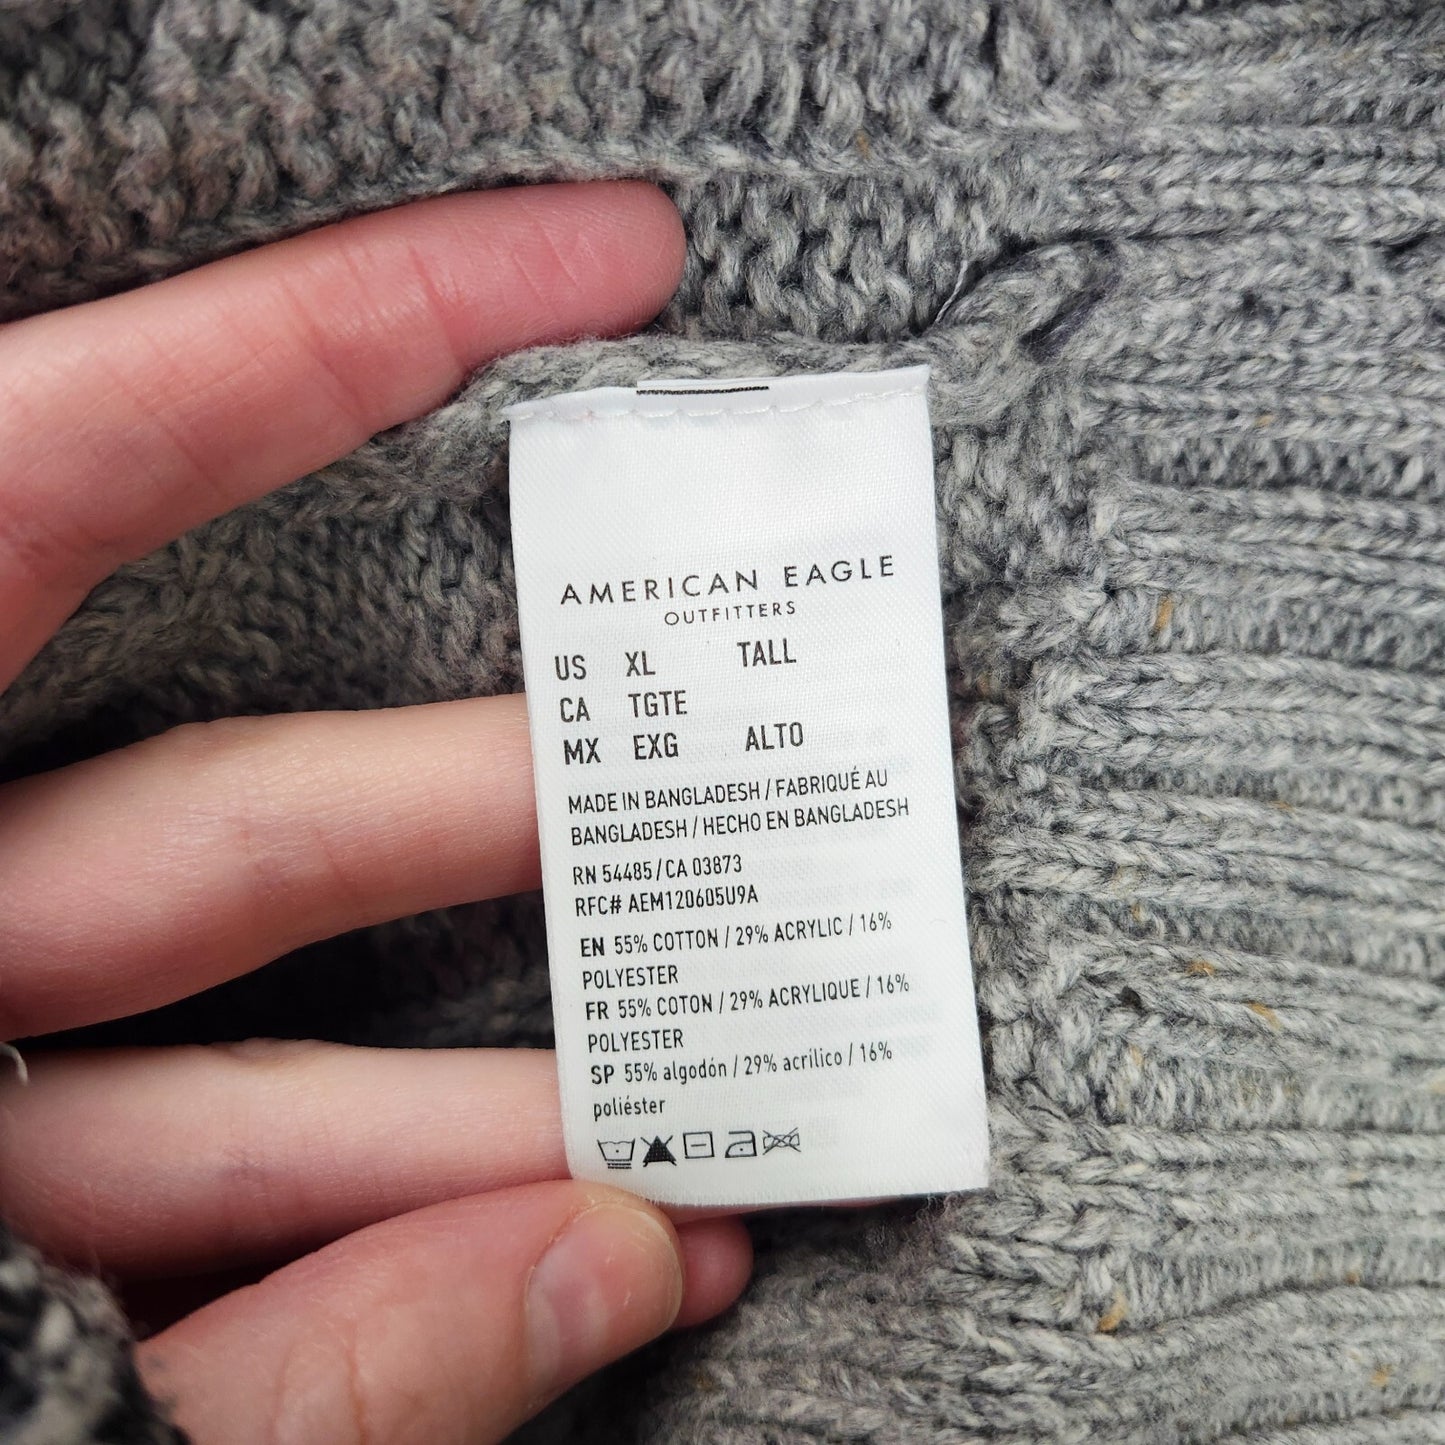 AMERICAN EAGLE
OUTFITTERS
US XL TALL
CA TGTE
MX EXG ALTO
MADE IN BANGLADESH / FABRIQUÉ AU
BANGLADESH / HECHO EN BANGLADESH
RN 54485 / CA 03873
RFC# AEM120605U9A
EN 55% COTTON / 29% ACRYLIC / 16%
POLYESTER
FR 55% COTON / 29% ACRYLIQUE / 16%
POLYESTER
SP 55% algodón / 29% acrílico / 16%
poliéster